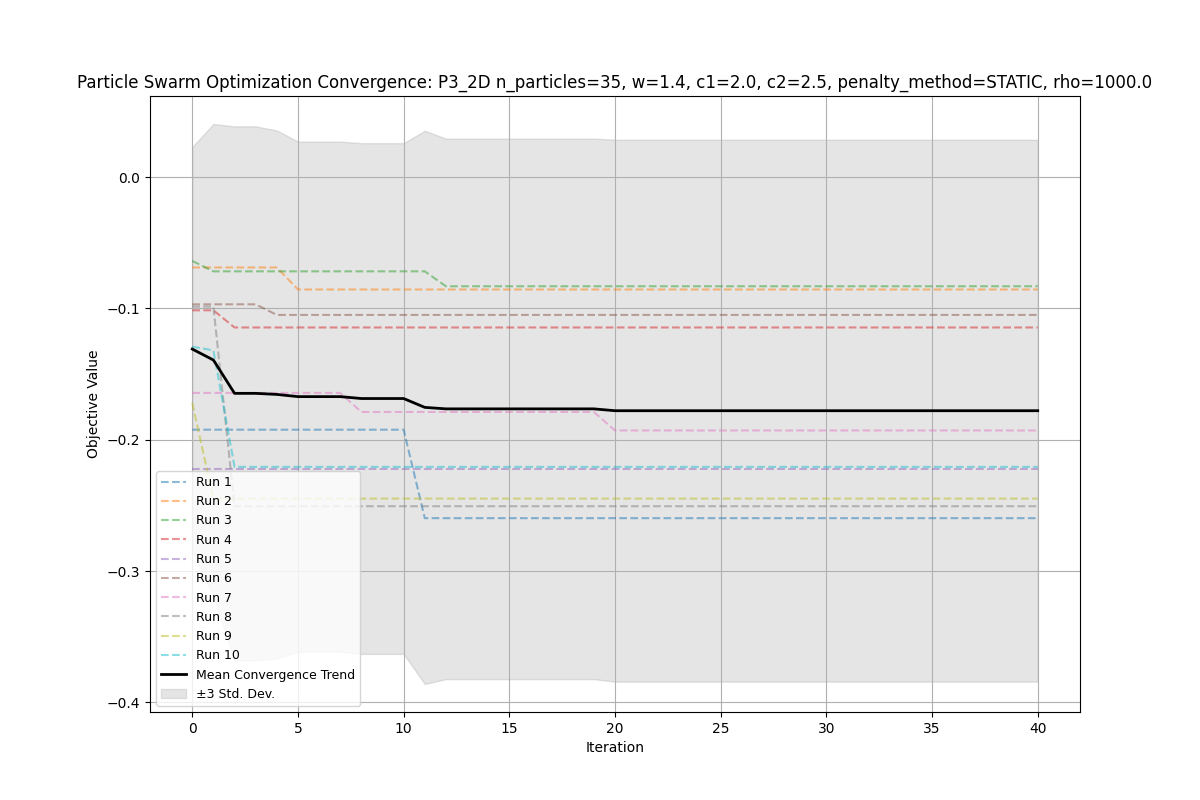 Particle Swarm Optimization Convergence: P3_2D n_particles=35, w=1.4, c1=2.0, c2=2.5, penalty_method=STATIC, rho=1000.0
Objective Value
0.0
−0.1
−0.2
−0.3
−0.4
Run 1
Run 2
Run 3
Run 4
Run 5
Run 6
Run 7
Run 8
Run 9
Run 10
Mean Convergence Trend
±3 Std. Dev.
0 5 10 15 20 25 30 35 40
Iteration